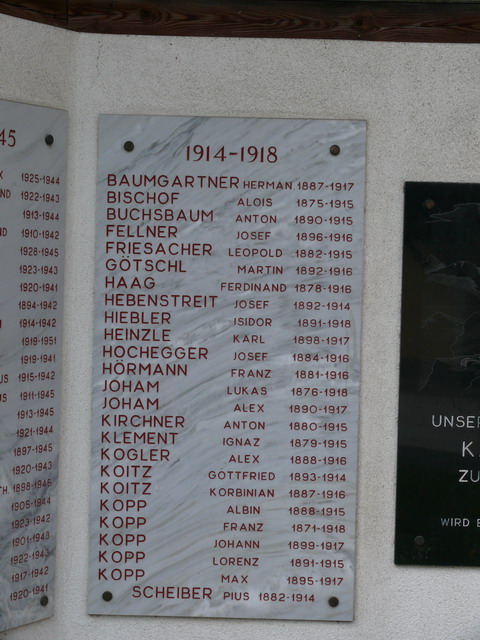 45
1925-1944
1922-1943
1913-1944
1910-1942
1928-1945
1923-1943
1920-1941
1894-1942
1914-1942
1919-1951
1919-1941
1915-1942
1911-1945
1913-1945
1921-1944
1897-1945
1920-1943
1898-1946
1905-1944
1923-1942
1901-1943
1922-1943
1917-1942
1920-1941
1914-1918
BAUMGARTNER HERMAN. 1887-1917
BISCHOF ALOIS 1875-1915
BUCHSBAUM ANTON 1890-1915
FELLNER JOSEF 1896-1916
FRIESACHER LEOPOLD 1882-1915
GÖTSCHL MARTIN 1892-1916
HAAG FERDINAND 1878-1916
HEBENSTREIT JOSEF 1892-1914
HIEBLER ISIDOR 1891-1918
HEINZLE KARL 1898-1917
HOCHEGGER JOSEF 1884-1916
HÖRMANN FRANZ 1881-1916
JOHAM LUKAS 1876-1918
JOHAM ALEX 1890-1917
KIRCHNER ANTON 1880-1915
KLEMENT IGNAZ 1879-1915
KOGLER ALEX 1888-1916
KOITZ GOTTFRIED 1893-1914
KOITZ KORBINIAN 1887-1916
KOPP ALBIN 1888-1915
KOPP FRANZ 1871-1918
KOPP JOHANN 1899-1917
KOPP LORENZ 1891-1915
KOPP MAX 1895-1917
SCHEIBER PIUS 1882-1914
UNSER
K
ZU
WIRD